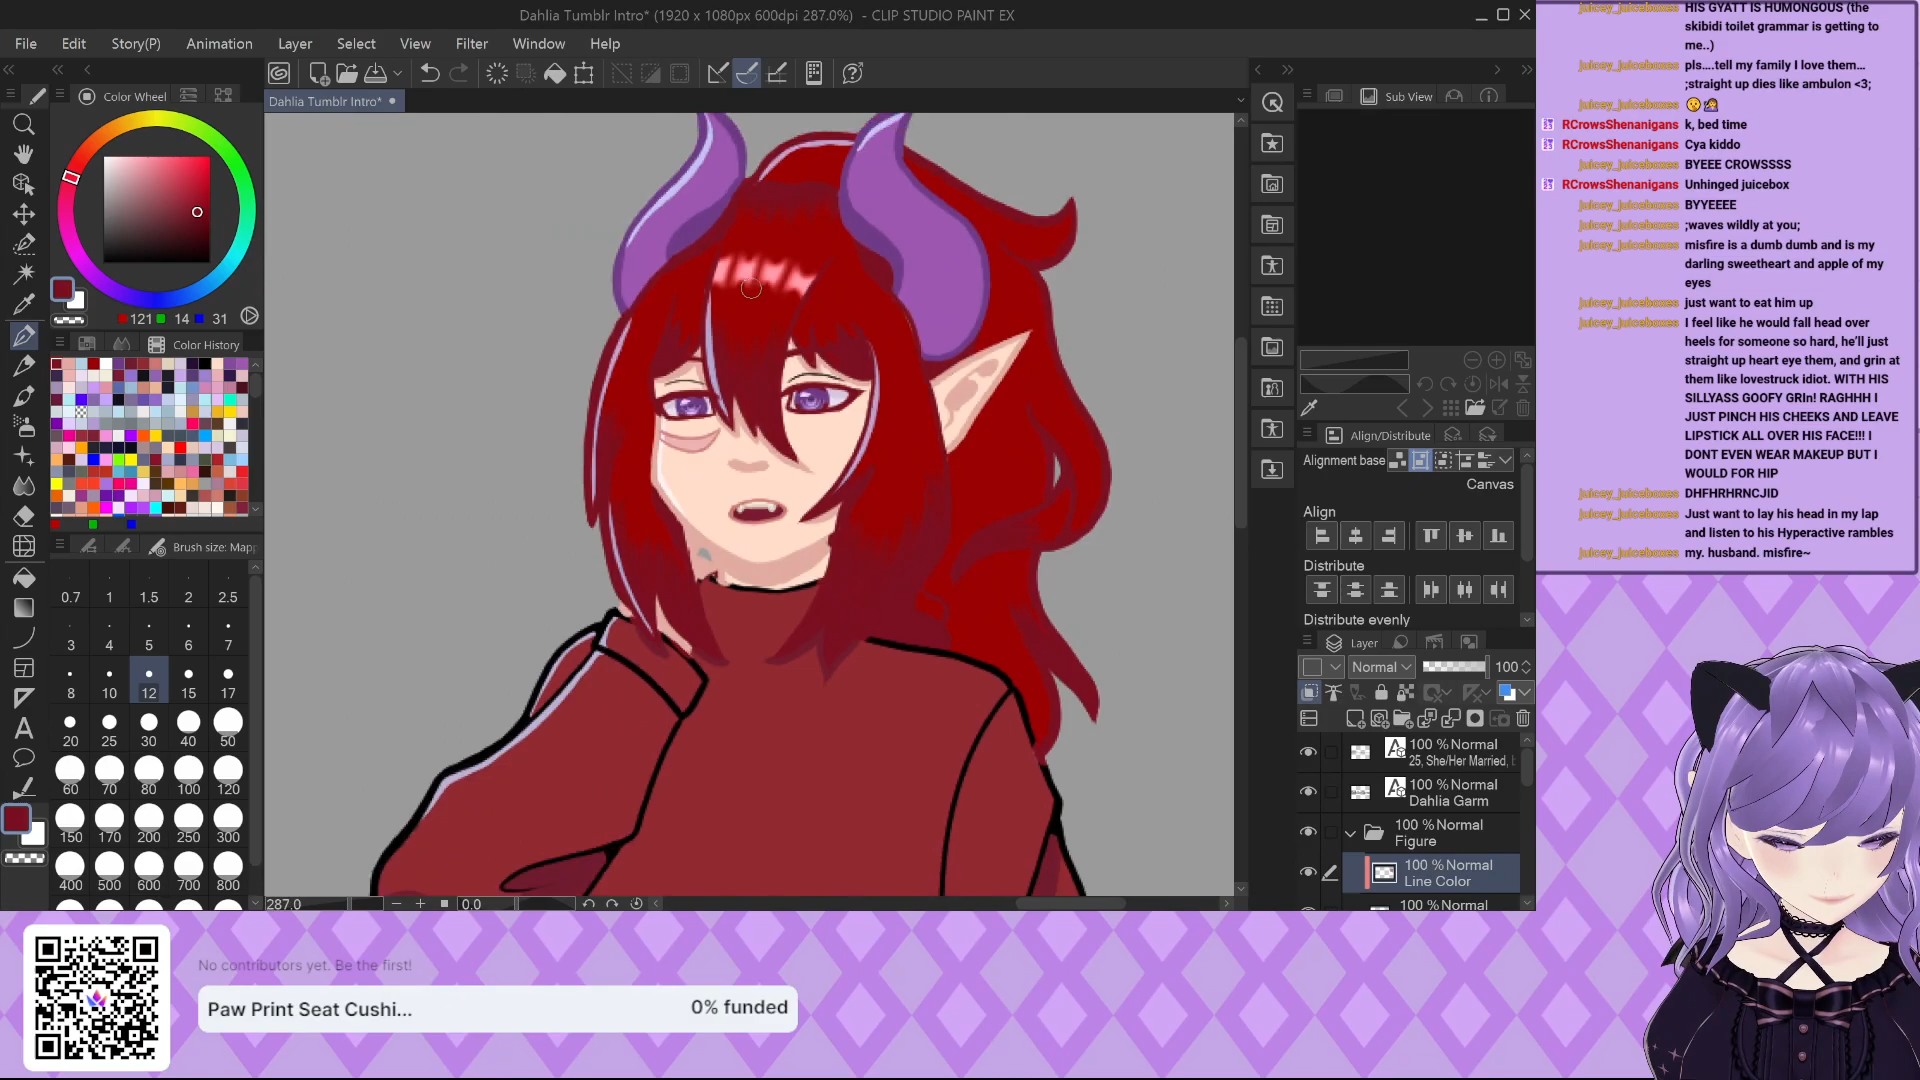 Dahlia Tumblr Intro* (1920 x 1080px 600dpi 287.0%) - CLIP STUDIO PAINT EX
File Edit Story(P) Animation Layer Select View Filter Window Help
Dahlia Tumblr Intro*
Color Wheel
121 14 31
Color History
Brush size: Mapp
0.7 1 1.5 2 2.5
3 4 5 6 7
8 10 12 15 17
20 25 30 40 50
60 70 80 100 120
150 170 200 250 300
400 500 600 700 800
287.0
0.0
Sub View
Align/Distribute
Alignment base
Canvas
Align
Distribute
Distribute evenly
Layer
Normal 100
100 %Normal
25, She/Her Married,
100 %Normal
Dahlia Garm
100 %Normal
Figure
100 %Normal
Line Color
100 %Normal
juicey_juiceboxes HIS GYATT IS HUMONGOUS (the
skibidi toilet grammar is getting to
me..)
juicey_juiceboxes pls....tell my family I love them...
;straight up dies like ambulon <3;
juicey_juiceboxes
RCrowsShenanigans k, bed time
RCrowsShenanigans Cya kiddo
juicey_juiceboxes BYEEE CROWSSSS
RCrowsShenanigans Unhinged juicebox
juicey_juiceboxes BYYEEEE
juicey_juiceboxes ;waves wildly at you;
juicey_juiceboxes misfire is a dumb dumb and is my
darling sweetheart and apple of my
eyes
juicey_juiceboxes just want to eat him up
juicey_juiceboxes I feel like he would fall head over
heels for someone so hard, he'll just
straight up heart eye them, and grin at
them like lovestruck idiot. WITH HIS
SILLYASS GOOFY GRIn! RAGHHH I
JUST PINCH HIS CHEEKS AND LEAVE
LIPSTICK ALL OVER HIS FACE!!! I
DONT EVEN WEAR MAKEUP BUT I
WOULD FOR HIP
juicey_juiceboxes DHFHRHRNCJID
juicey_juiceboxes Just want to lay his head in my lap
and listen to his Hyperactive rambles
juicey_juiceboxes my. husband. misfire~
No contributors yet. Be the first!
Paw Print Seat Cushi... 0% funded